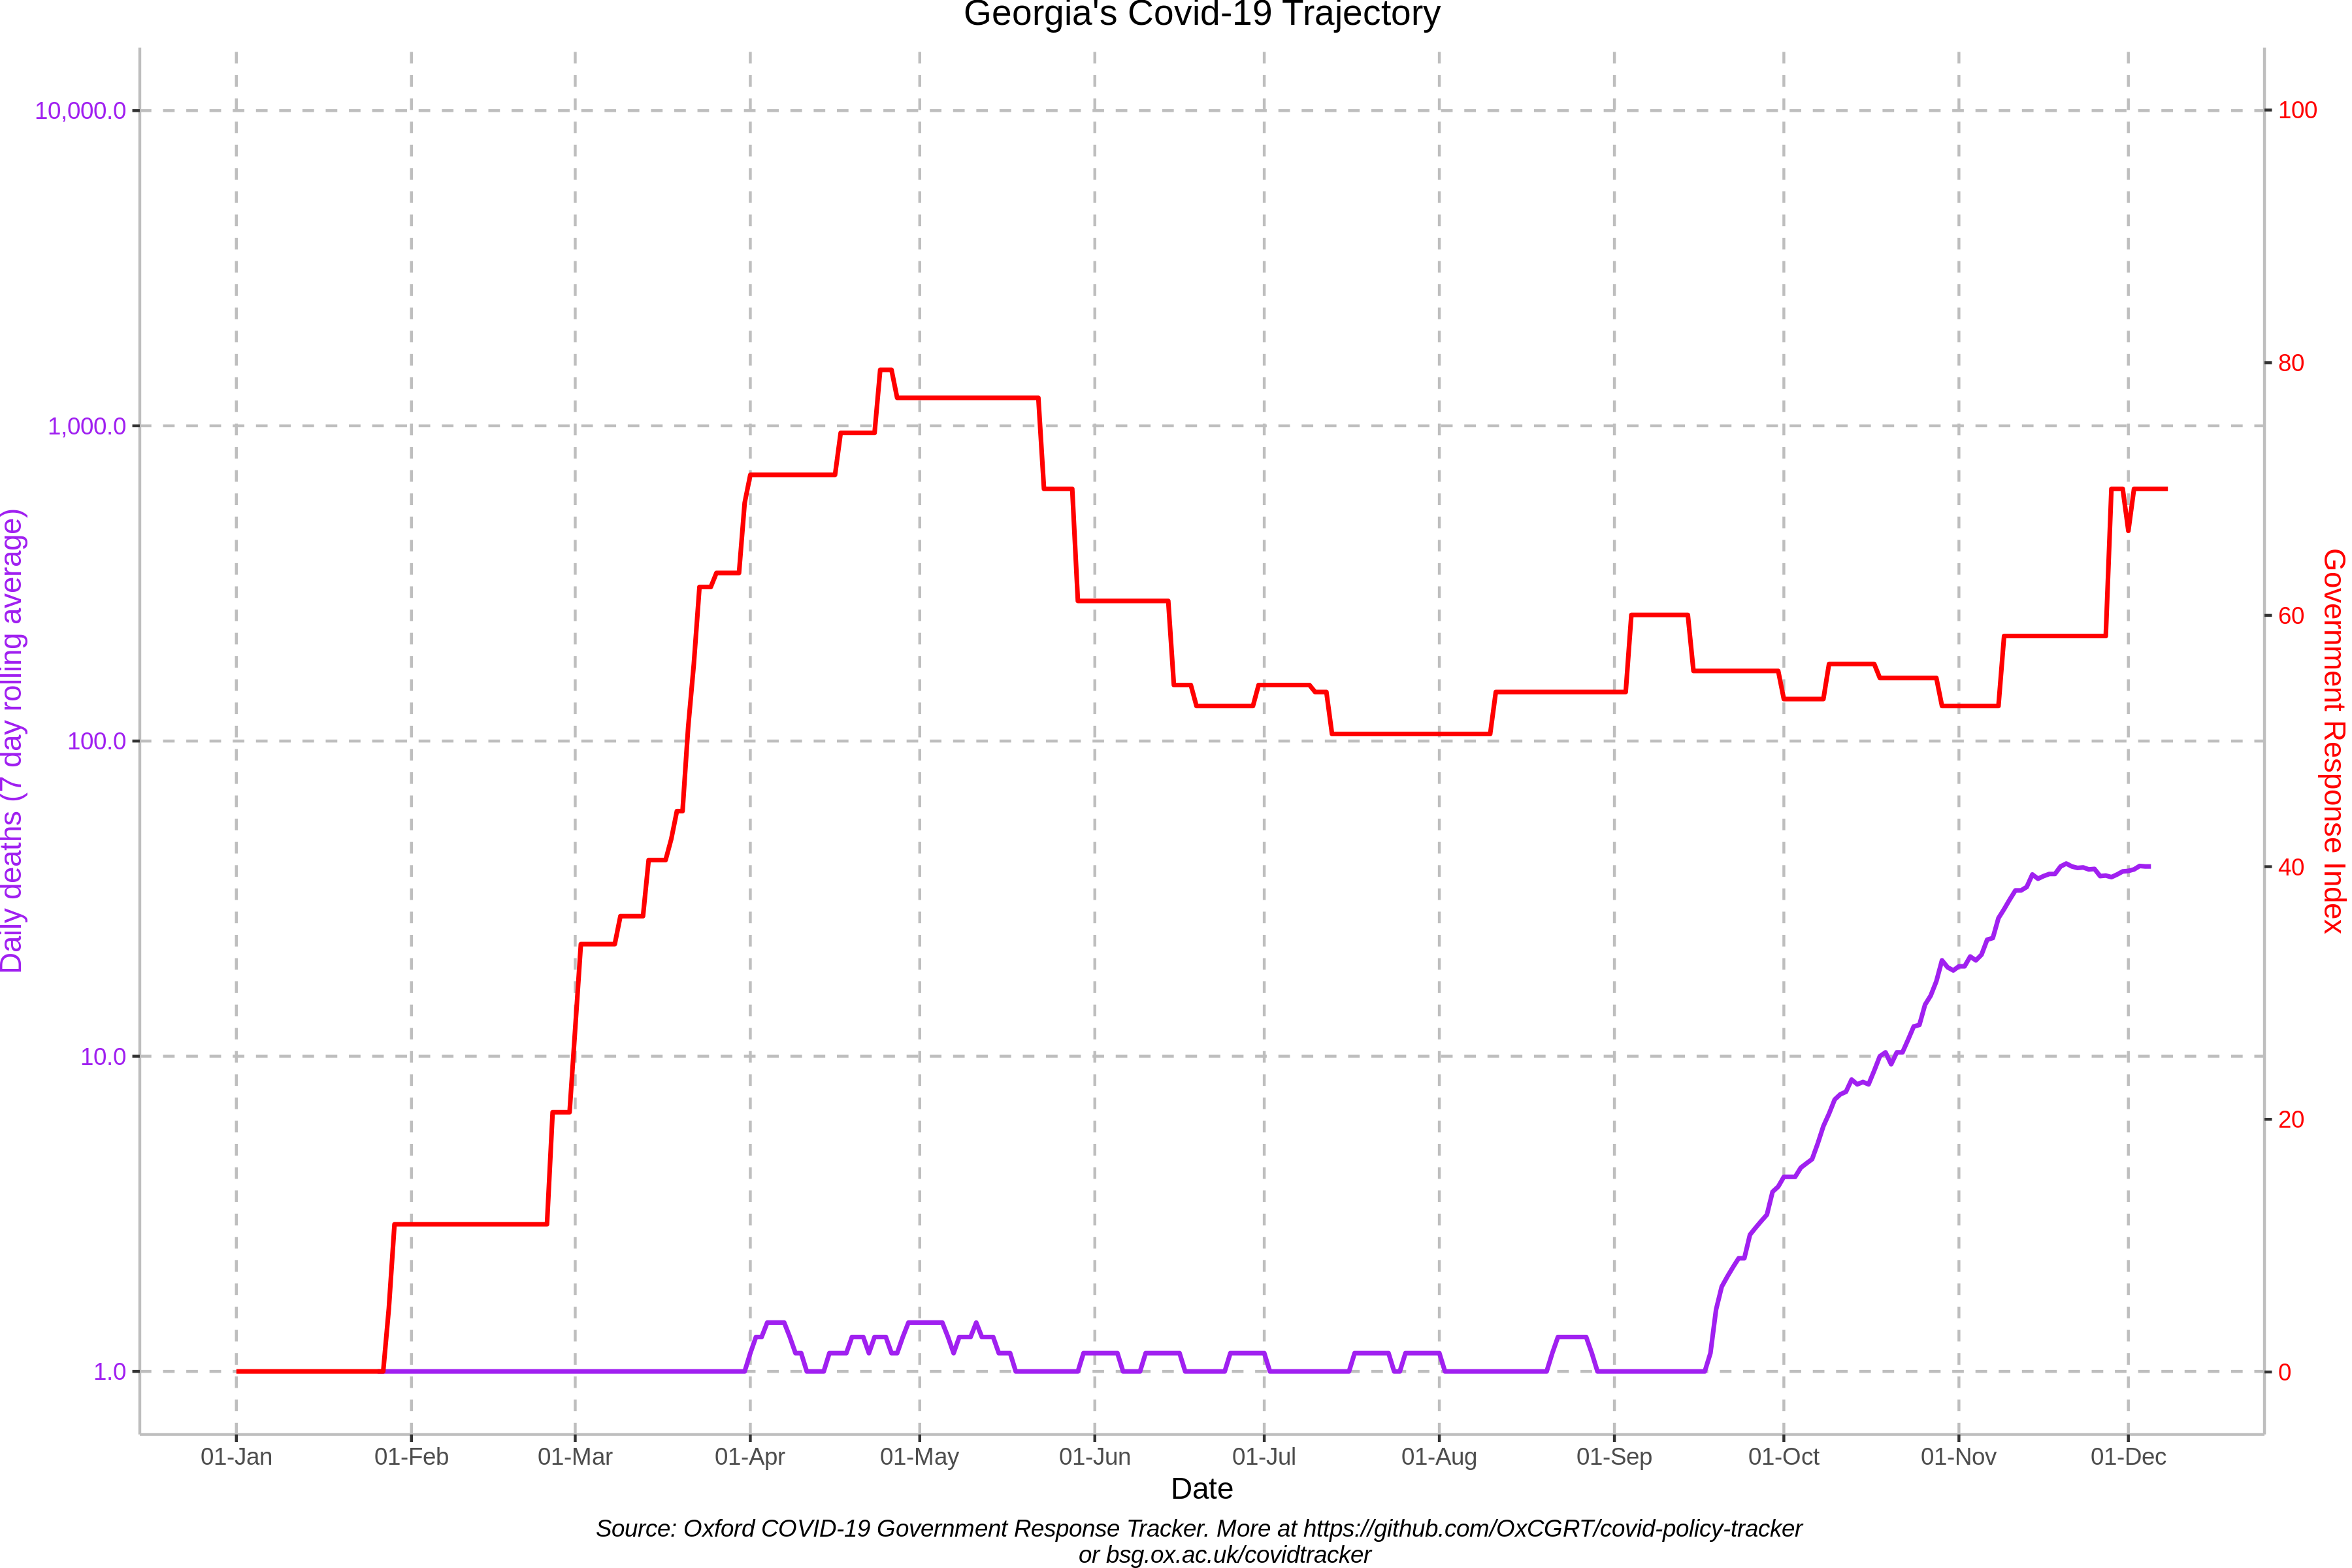 Georgia's Covid-19 Trajectory
10,000.0
1,000.0
100.0
10.0
1.0
Daily deaths (7 day rolling average)
100
80
60
40
20
0
Government Response Index
01-Jan 01-Feb 01-Mar 01-Apr 01-May 01-Jun 01-Jul 01-Aug 01-Sep 01-Oct 01-Nov 01-Dec
Date
Source: Oxford COVID-19 Government Response Tracker. More at https://github.com/OxCGRT/covid-policy-tracker
or bsg.ox.ac.uk/covidtracker